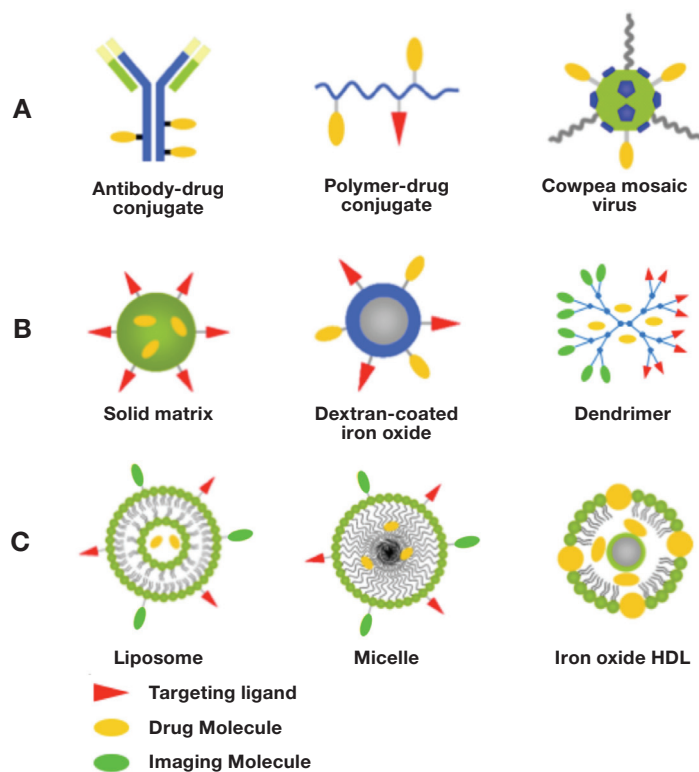 A
Antibody-drug
conjugate
Polymer-drug
conjugate
Cowpea mosaic
virus
B
Solid matrix
Dextran-coated
iron oxide
Dendrimer
C
Liposome
Micelle
Iron oxide HDL
Targeting ligand
Drug Molecule
Imaging Molecule